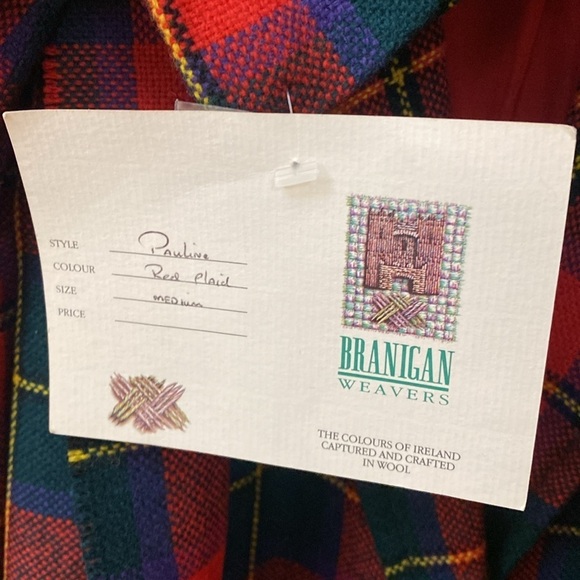 STYLE Pauline
COLOUR Red Plaid
SIZE MEDIUM
PRICE
BRANIGAN
WEAVERS
THE COLOURS OF IRELAND
CAPTURED AND CRAFTED
IN WOOL